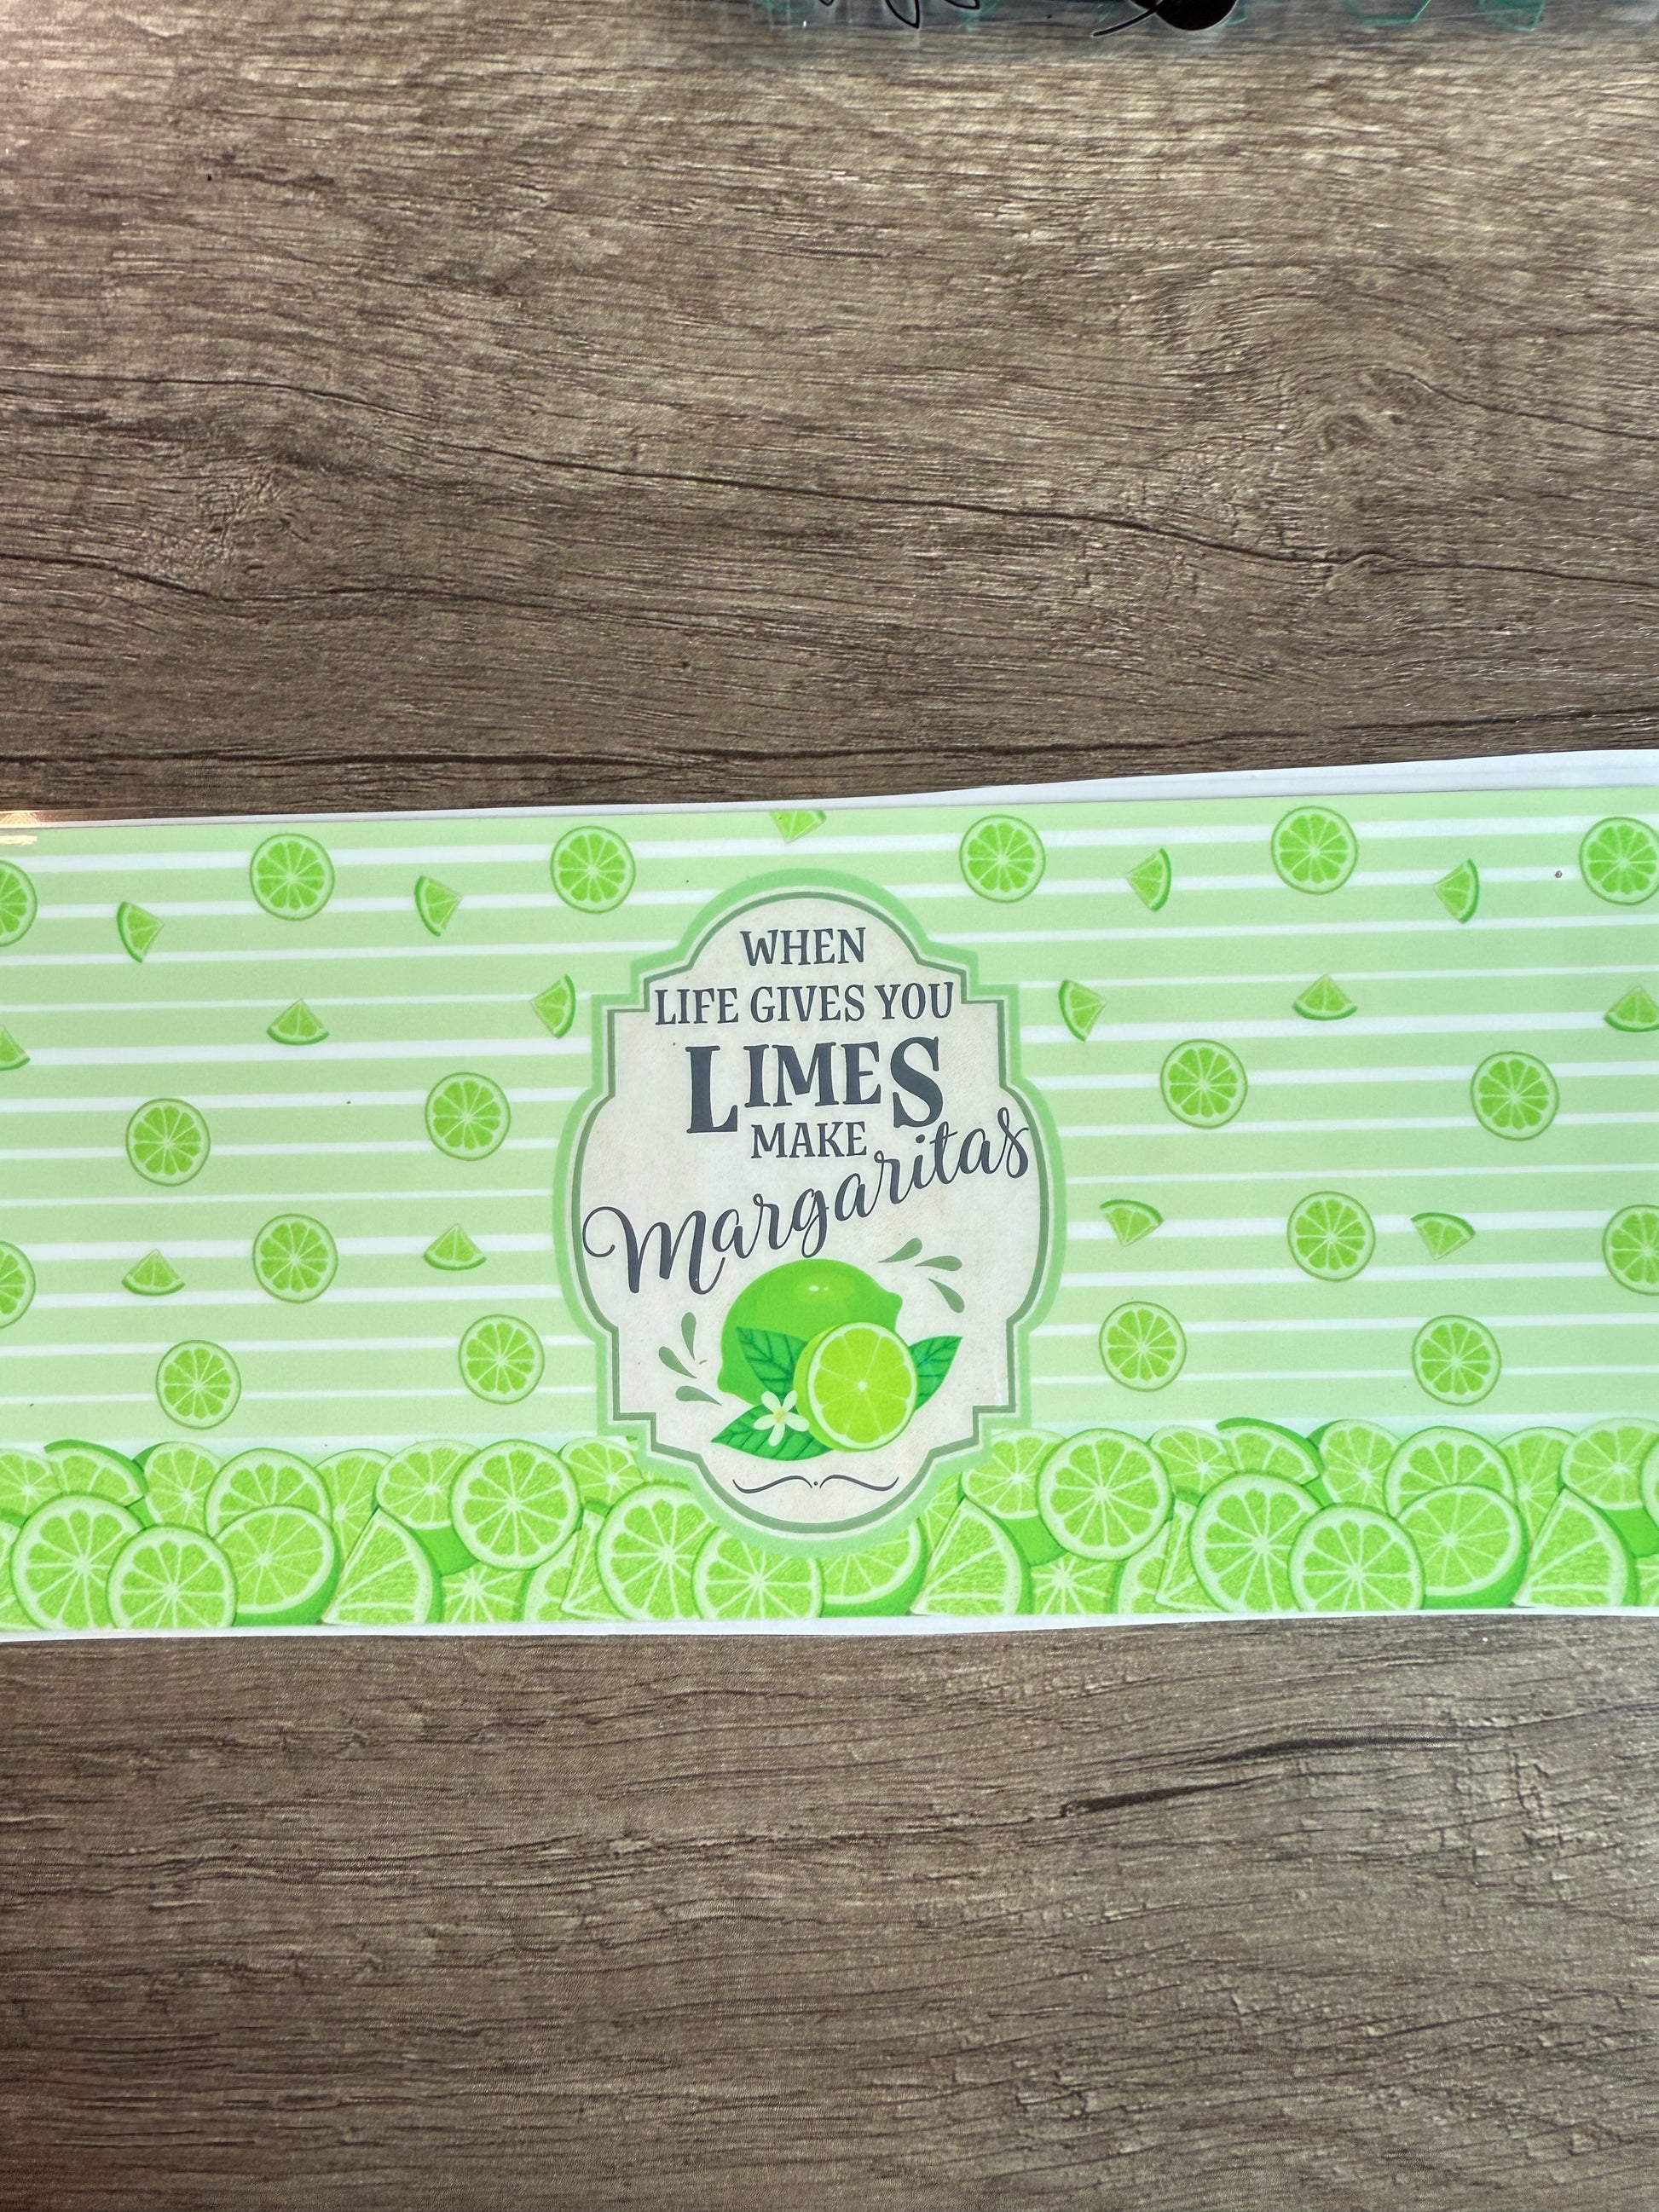 WHEN
LIFE GIVES YOU
LIMES
MAKE
Margaritas